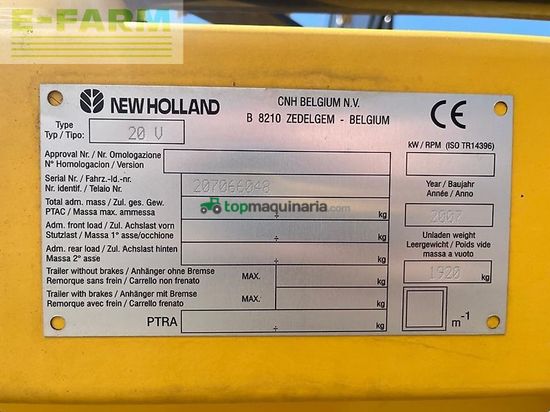 E-FARM
NEW HOLLAND
CNH BELGIUM N.V.
B 8210 ZEDELGEM - BELGIUM
CE
Type
Typ / Tipo:
20 V
kW / RPM (ISO TR14396)
Approval Nr./ Nr. Omologazione
N° Homologacion / Version
Serial Nr./ Fahrz.-Id.-nr.
Nr. identif. / Telaio No.
207066048
Year / Baujahr
Année / Anno
2007
Total adm. mass / Zul. ges. Gew.
PTAC / Massa max. ammessa
÷ kg
topmaquinaria.com
Adm. front load / Zul. Achslast vorn
Stutzlast / Massa 1° asse/occhione
÷ kg
Unladen weight
Leergewicht / Poids vide
massa a vuoto
1920 kg
Adm. rear load / Zul. Achslast hinten
Massa 2° asse
÷ kg
Trailer without brakes / Anhänger ohne Bremse
Remorque sans frein / Carrello non frenato
MAX. ÷ kg
Trailer with brakes / Anhänger mit Bremse
Remorque avec frein / Carrello frenato
MAX. ÷ kg
PTRA ÷ kg
m-1